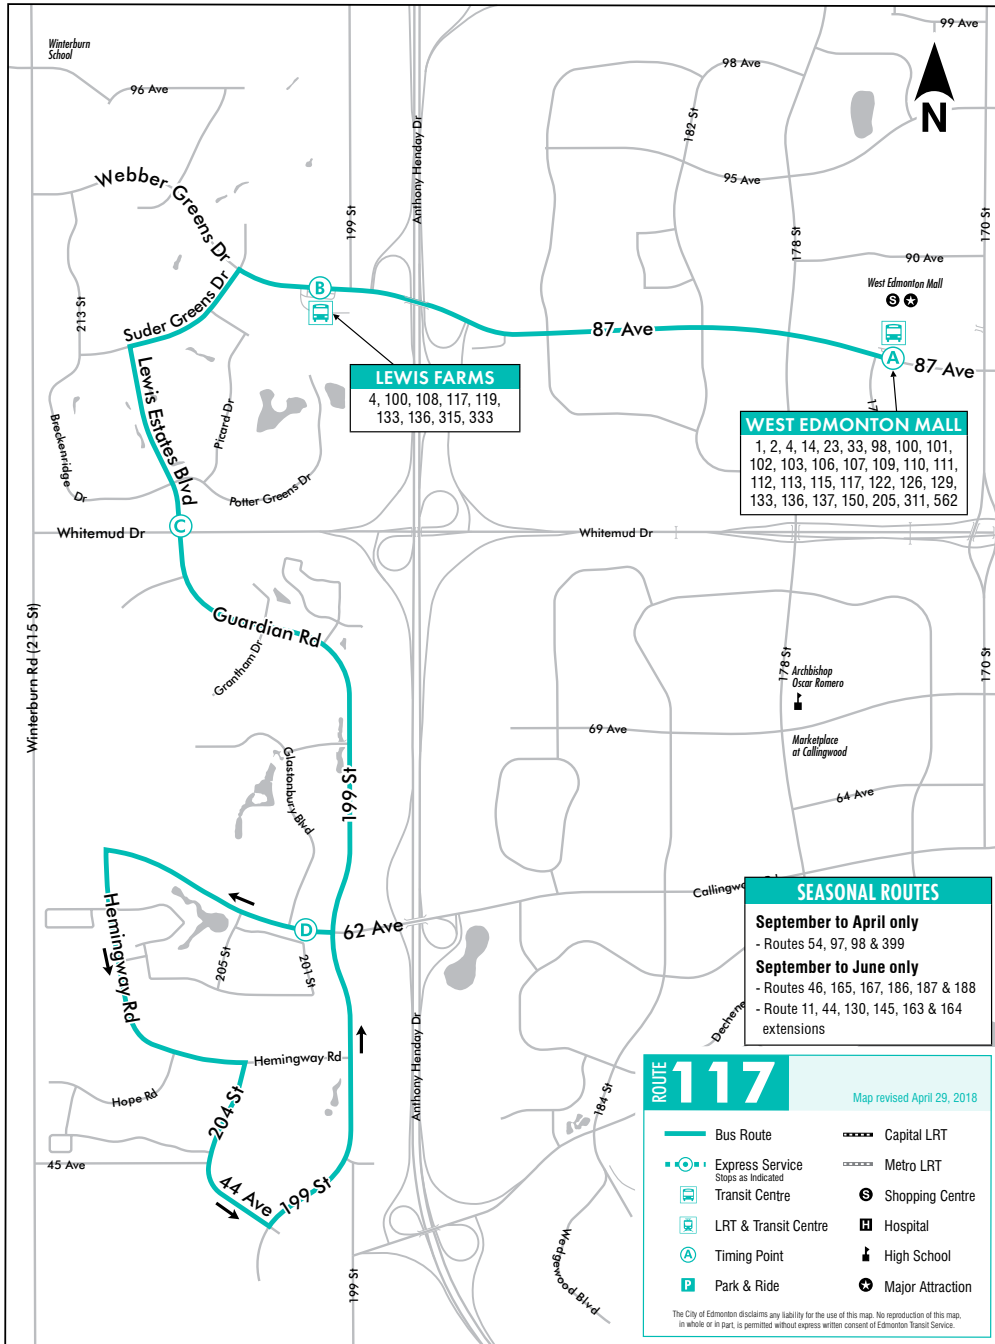 99 Ave
Winterburn
School
98 Ave
96 Ave
N
182 St
Anthony Henday Dr
95 Ave
Webber Greens Dr
199 St
178 St
170 St
90 Ave
West Edmonton Mall
S
B
213 St
Suder Greens Dr
87 Ave
A
87 Ave
LEWIS FARMS
4, 100, 108, 117, 119,
133, 136, 315, 333
Lewis Estates Blvd
Picard Dr
Breckenridge
Dr
Potter Greens Dr
WEST EDMONTON MALL
1, 2, 4, 14, 23, 33, 98, 100, 101,
102, 103, 106, 107, 109, 110, 111,
112, 113, 115, 117, 122, 126, 129,
133, 136, 137, 150, 205, 311, 562
C
Whitemud Dr
Whitemud Dr
Winterburn Rd (215 St)
Guardian Rd
Grantham Dr
178 St
170 St
Archbishop
Oscar Romero
69 Ave
Marketplace
at Callingwood
Glastonbury Blvd
199 St
64 Ave
Hemingway Rd
D
62 Ave
205 St
201 St
SEASONAL ROUTES
September to April only
- Routes 54, 97, 98 & 399
September to June only
- Routes 46, 165, 167, 186, 187 & 188
- Route 11, 44, 130, 145, 163 & 164
extensions
Hemingway Rd
Anthony Henday Dr
Hope Rd
204 St
184 St
45 Ave
44 Ave
199 St
199 St
Wedgewood Blvd
ROUTE 117
Map revised April 29, 2018
Bus Route
Capital LRT
Express Service
Stops as Indicated
Metro LRT
Transit Centre
S Shopping Centre
LRT & Transit Centre
H Hospital
A Timing Point
High School
P Park & Ride
Major Attraction
The City of Edmonton disclaims any liability for the use of this map. No reproduction of this map,
in whole or in part, is permitted without express written consent of Edmonton Transit Service.